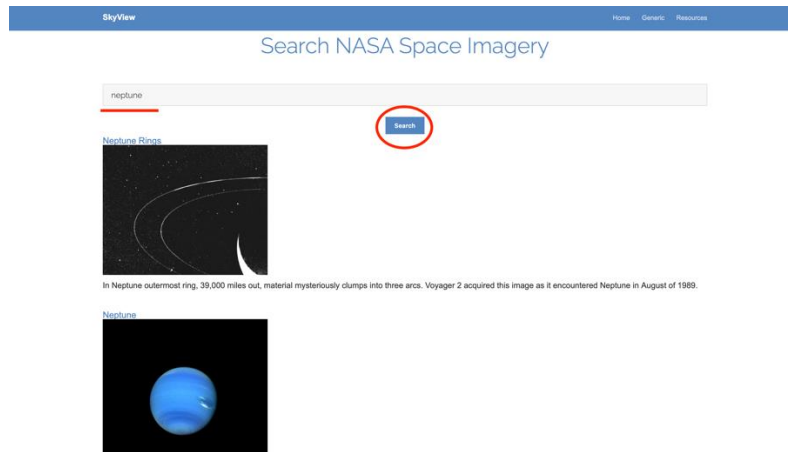 SkyView
Home Generic Resources
Search NASA Space Imagery
neptune
Search
Neptune Rings
In Neptune outermost ring, 39,000 miles out, material mysteriously clumps into three arcs. Voyager 2 acquired this image as it encountered Neptune in August of 1989.
Neptune